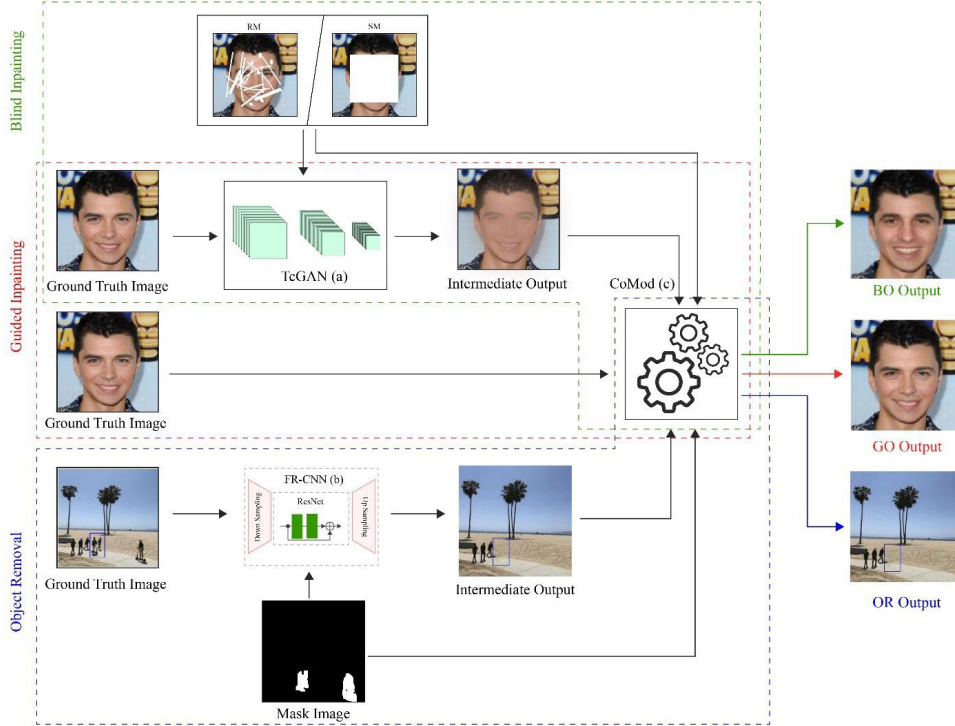 Blind Inpainting
RM
SM
Guided Inpainting
Ground Truth Image
TcGAN (a)
Intermediate Output
CoMod (c)
BO Output
Ground Truth Image
GO Output
Object Removal
FR-CNN (b)
Down Sampling
ResNet
Up Sampling
Ground Truth Image
Intermediate Output
OR Output
Mask Image